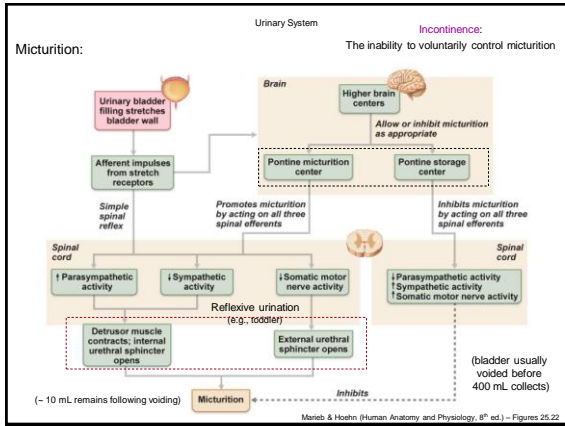 Urinary System
Incontinence:
Micturition:
The inability to voluntarily control micturition
Brain
Urinary bladder
filling stretches
bladder wall
Higher brain
centers
Allow or inhibit micturition
as appropriate
Afferent impulses
from stretch
receptors
Pontine micturition
center
Pontine storage
center
Simple
spinal
reflex
Promotes micturition
by acting on all three
spinal efferents
Inhibits micturition
by acting on all three
spinal efferents
Spinal
cord
Spinal
cord
↑ Parasympathetic
activity
↓ Sympathetic
activity
↓ Somatic motor
nerve activity
↓ Parasympathetic activity
↑ Sympathetic activity
↑ Somatic motor nerve activity
Reflexive urination
(e.g., toddler)
Detrusor muscle
contracts; internal
urethral sphincter
opens
External urethral
sphincter opens
(bladder usually
voided before
400 mL collects)
Inhibits
(~ 10 mL remains following voiding)
Micturition
Marieb & Hoehn (Human Anatomy and Physiology, 8th ed.) – Figures 25.22